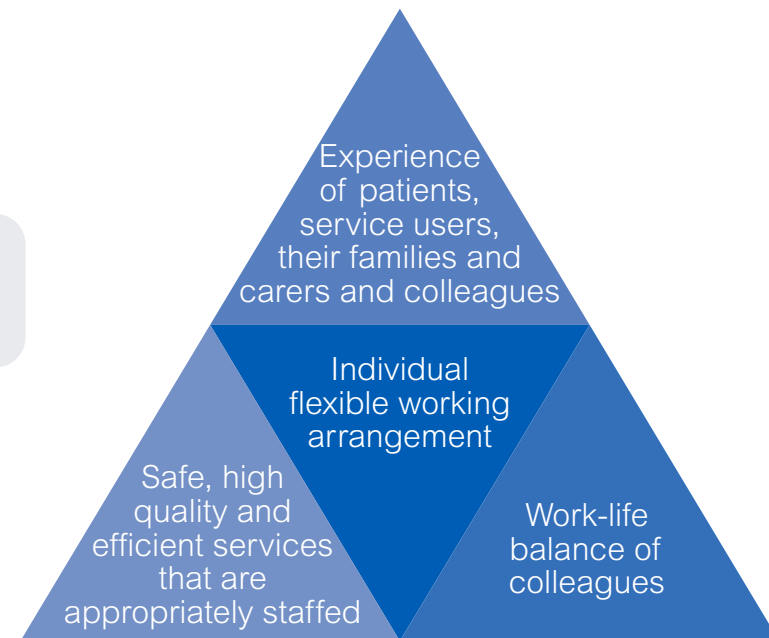 Experience
of patients,
service users,
their families and
carers and colleagues
Individual
flexible working
arrangement
Safe, high
quality and
efficient services
that are
appropriately staffed
Work-life
balance of
colleagues